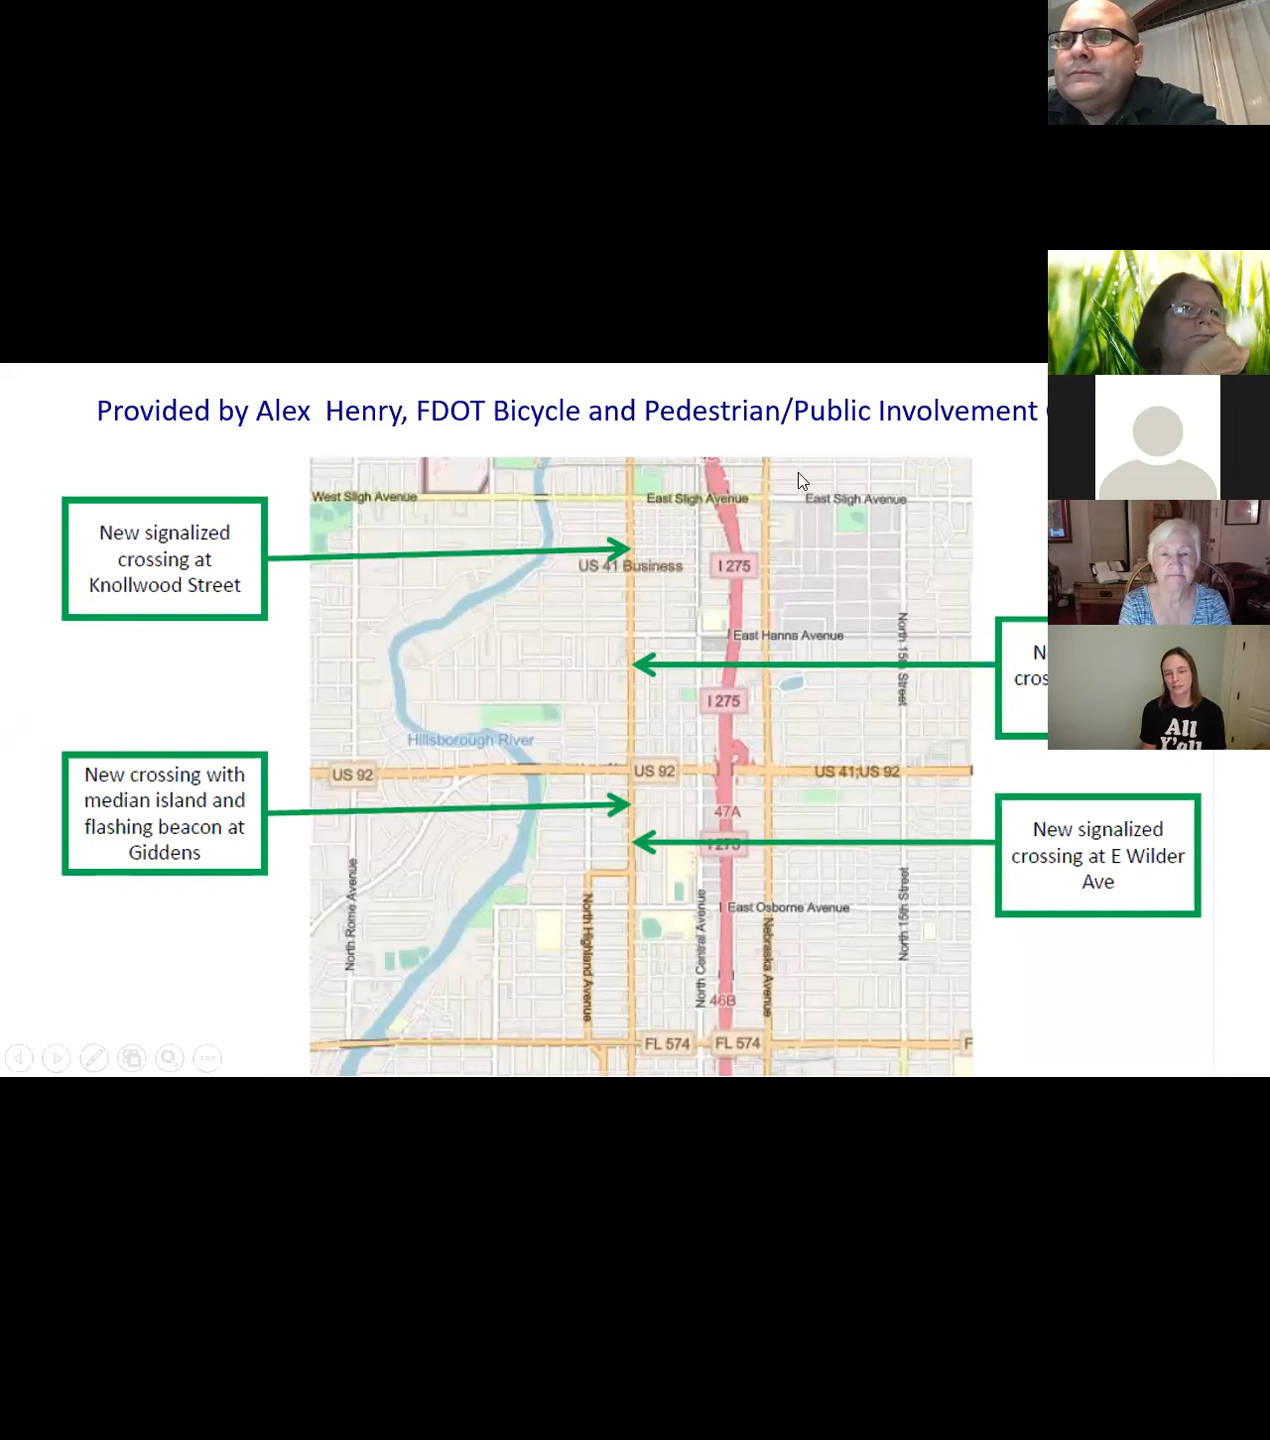 Provided by Alex Henry, FDOT Bicycle and Pedestrian/Public Involvement
West Sligh Avenue
East Sligh Avenue
East Sligh Avenue
New signalized
crossing at
Knollwood Street
US 41 Business
I 275
East Hanna Avenue
North 15th Street
I 275
Hillsborough River
All
Y'all
US 92
US 92
US 41;US 92
New crossing with
median island and
flashing beacon at
Giddens
47A
I 275
New signalized
crossing at E Wilder
Ave
North Rome Avenue
North Highland Avenue
North Central Avenue
East Osborne Avenue
Nebraska Avenue
North 15th Street
46B
FL 574
FL 574